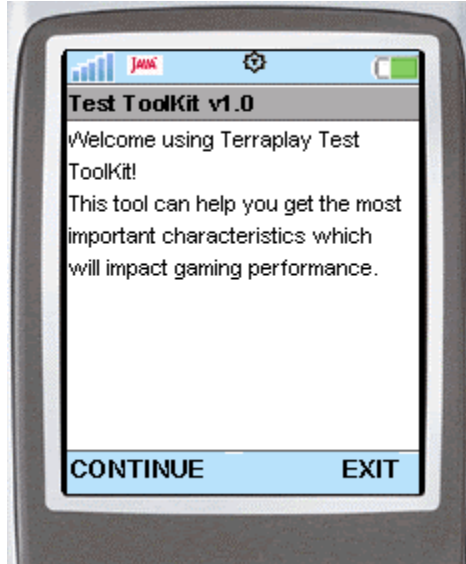 JAVA
Test ToolKit v1.0
Welcome using Terraplay Test
ToolKit!
This tool can help you get the most
important characteristics which
will impact gaming performance.
CONTINUE EXIT